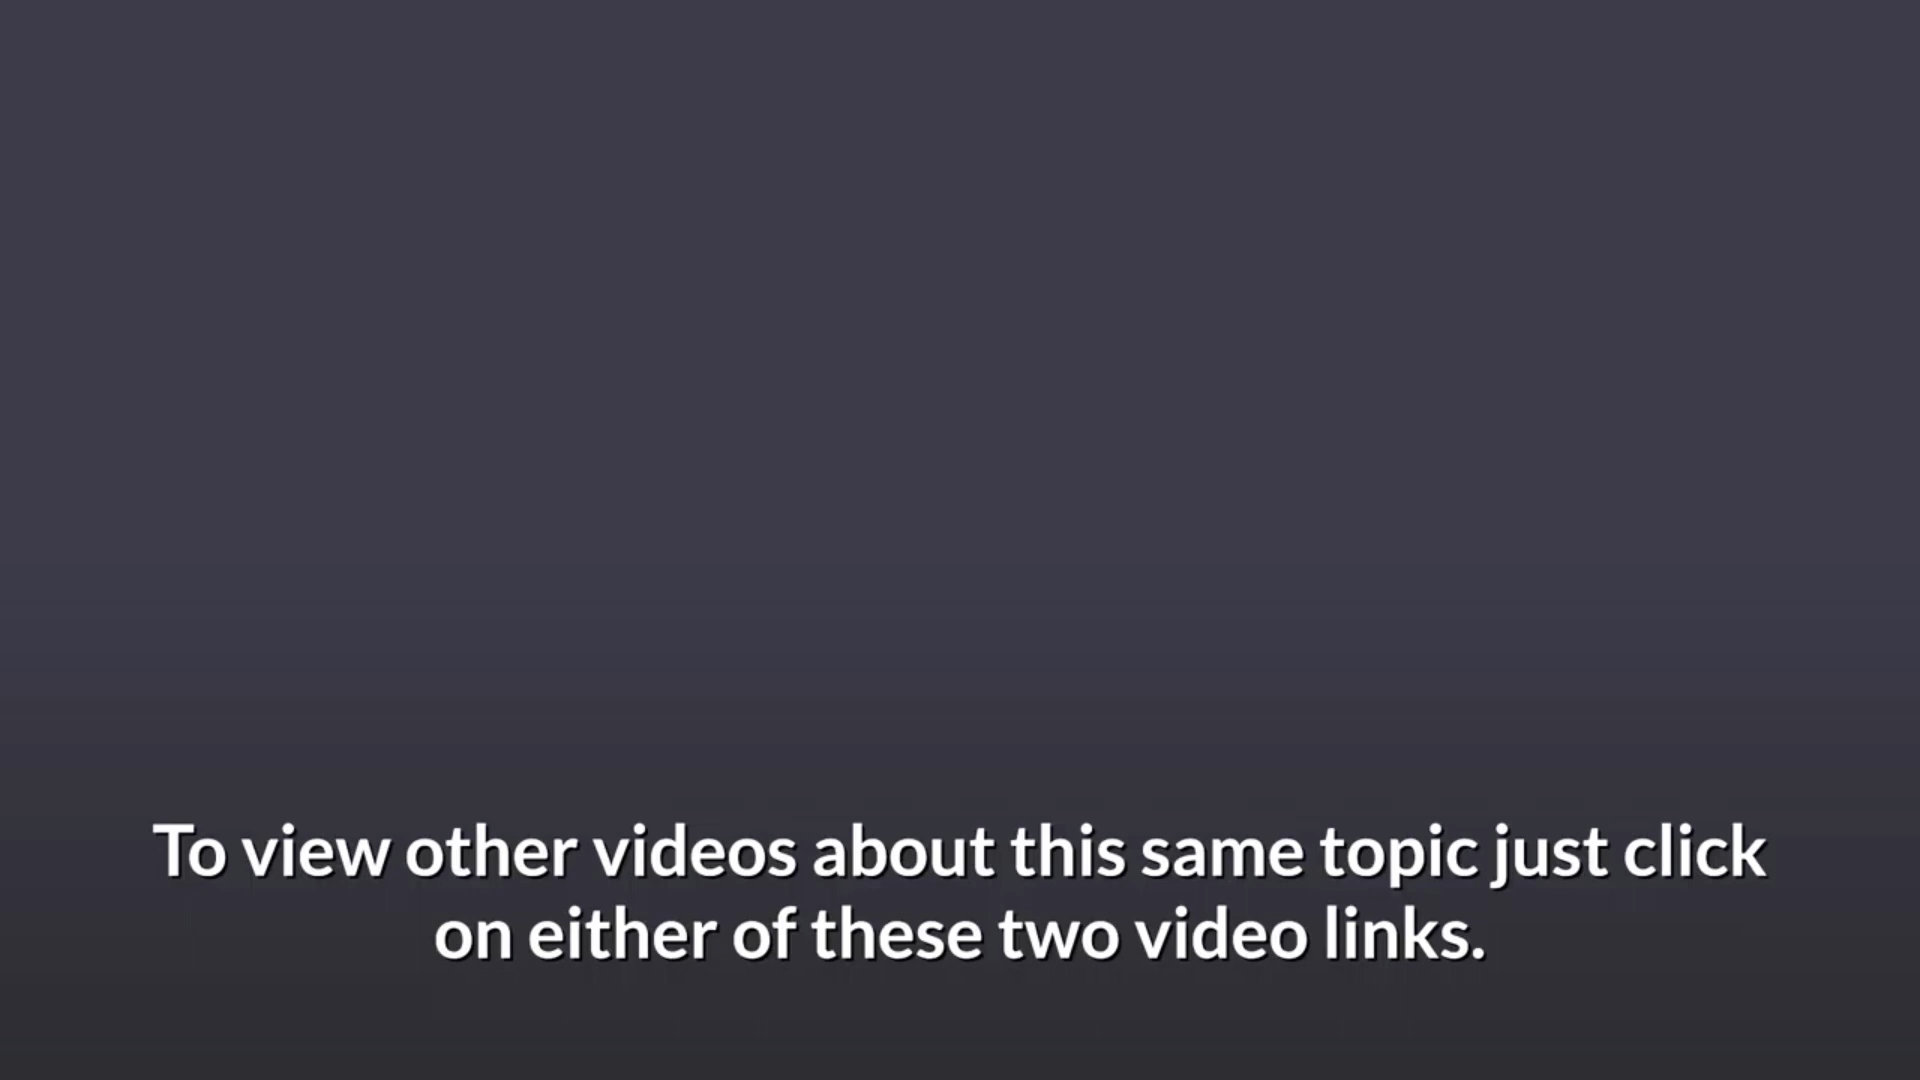 To view other videos about this same topic just click
on either of these two video links.